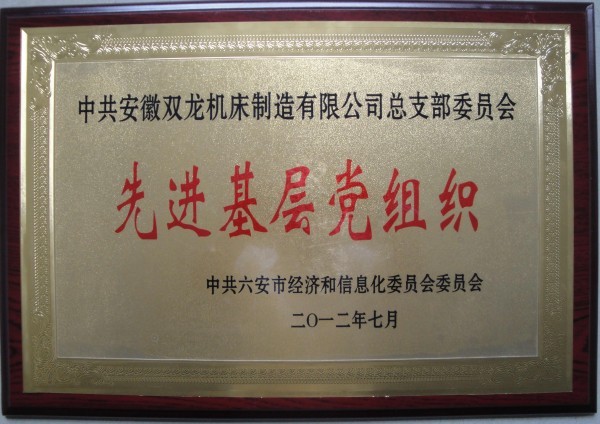 中共安徽双龙机床制造有限公司总支部委员会
先进基层党组织
中共六安市经济和信息化委员会委员会
二〇一二年七月